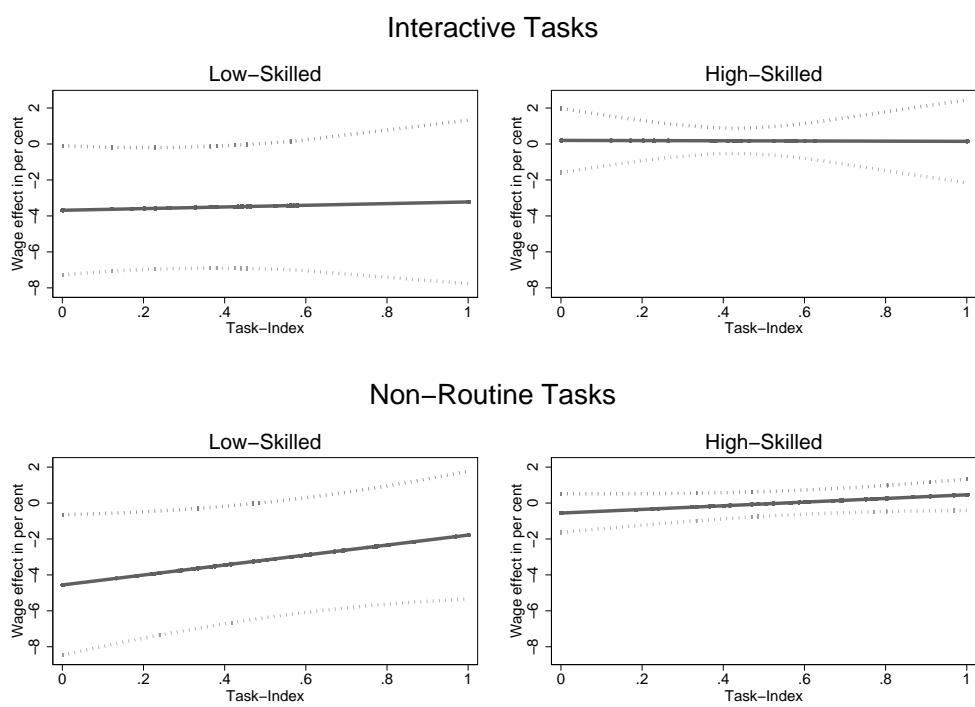 Interactive Tasks
Low−Skilled
High−Skilled
Wage effect in per cent
2
0
−2
−4
−6
−8
0 .2 .4 .6 .8 1
Task−Index
Wage effect in per cent
2
0
−2
−4
−6
−8
0 .2 .4 .6 .8 1
Task−Index
Non−Routine Tasks
Low−Skilled
High−Skilled
Wage effect in per cent
2
0
−2
−4
−6
−8
0 .2 .4 .6 .8 1
Task−Index
Wage effect in per cent
2
0
−2
−4
−6
−8
0 .2 .4 .6 .8 1
Task−Index